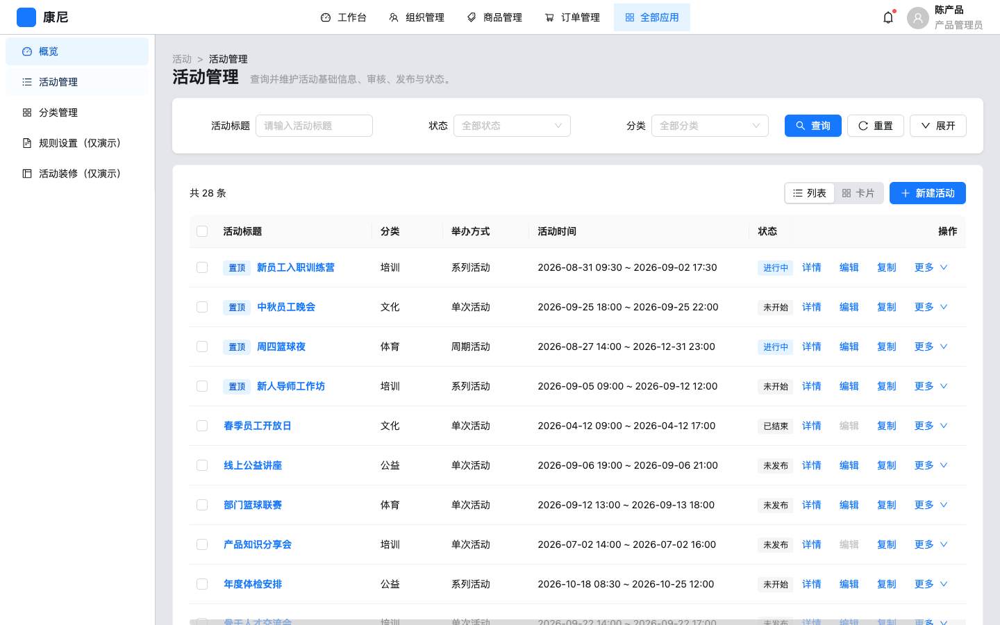 康尼
工作台 组织管理 商品管理 订单管理 全部应用
陈产品
产品管理员
概览
活动管理
分类管理
规则设置（仅演示）
活动装修（仅演示）
活动 > 活动管理
活动管理 查询并维护活动基础信息、审核、发布与状态。
活动标题 请输入活动标题 状态 全部状态 分类 全部分类 查询 重置 展开
共 28 条 列表 卡片 新建活动
活动标题 分类 举办方式 活动时间 状态 操作
置顶 新员工入职训练营 培训 系列活动 2026-08-31 09:30 ~ 2026-09-02 17:30 进行中 详情 编辑 复制 更多
置顶 中秋员工晚会 文化 单次活动 2026-09-25 18:00 ~ 2026-09-25 22:00 未开始 详情 编辑 复制 更多
置顶 周四篮球夜 体育 周期活动 2026-08-27 14:00 ~ 2026-12-31 23:00 进行中 详情 编辑 复制 更多
置顶 新人导师工作坊 培训 系列活动 2026-09-05 09:00 ~ 2026-09-12 12:00 未开始 详情 编辑 复制 更多
春季员工开放日 文化 单次活动 2026-04-12 09:00 ~ 2026-04-12 17:00 已结束 详情 编辑 复制 更多
线上公益讲座 公益 单次活动 2026-09-06 19:00 ~ 2026-09-06 21:00 未发布 详情 编辑 复制 更多
部门篮球联赛 体育 单次活动 2026-09-12 13:00 ~ 2026-09-13 18:00 未发布 详情 编辑 复制 更多
产品知识分享会 培训 单次活动 2026-07-02 14:00 ~ 2026-07-02 16:00 未发布 详情 编辑 复制 更多
年度体检安排 公益 系列活动 2026-10-18 08:30 ~ 2026-10-25 12:00 未开始 详情 编辑 复制 更多
骨干人才交流会 培训 单次活动 2026-09-22 14:00 ~ 2026-09-22 17:00 未发布 详情 编辑 复制 更多